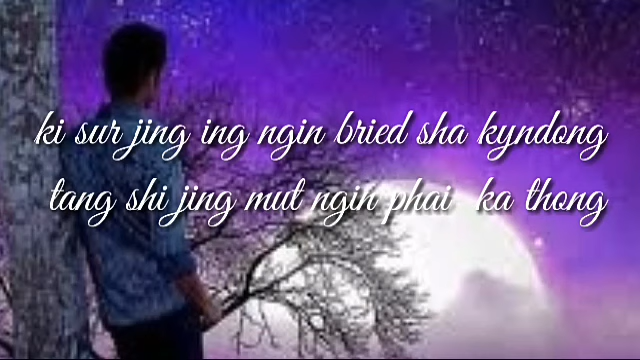 ki sur jing ing ngin bried sha kyndong
tang shi jing mut ngin phai ka thong